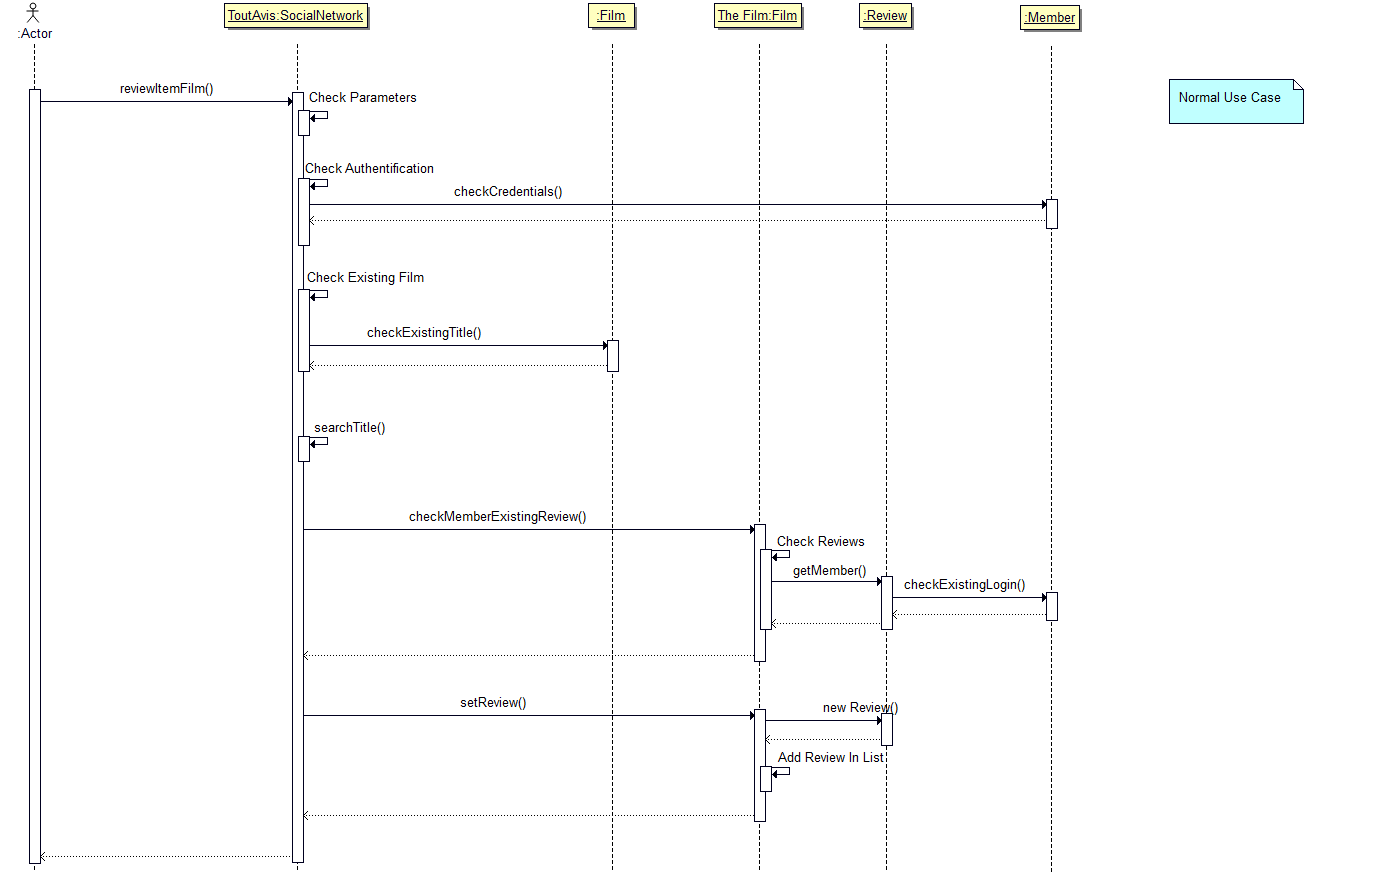 :Actor
ToutAvis:SocialNetwork
:Film
The Film:Film
:Review
:Member
reviewItemFilm()
Check Parameters
Normal Use Case
Check Authentification
checkCredentials()
Check Existing Film
checkExistingTitle()
searchTitle()
checkMemberExistingReview()
Check Reviews
getMember()
checkExistingLogin()
setReview()
new Review()
Add Review In List